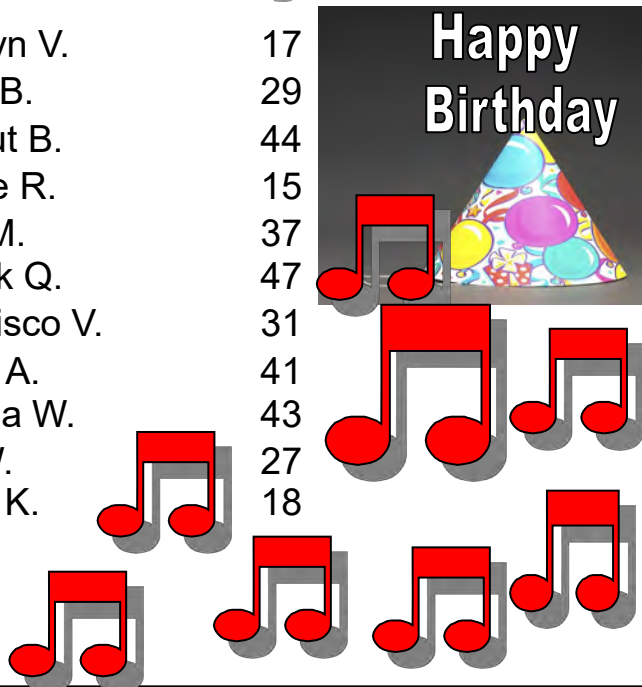 yn V. 17
B. 29
ut B. 44
e R. 15
M. 37
k Q. 47
isco V. 31
A. 41
a W. 43
. 27
K. 18
Happy
Birthday